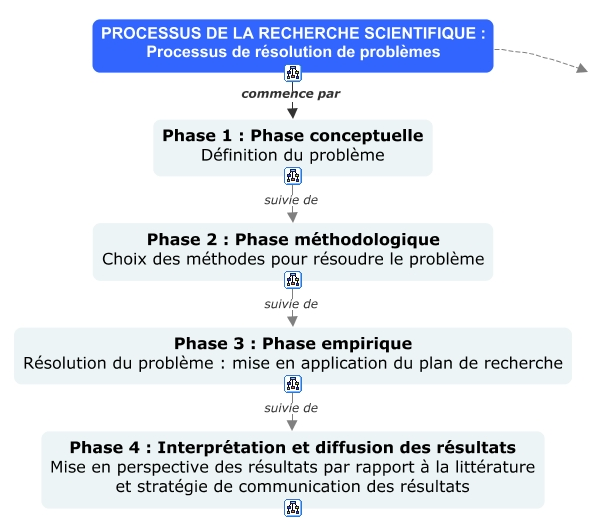 PROCESSUS DE LA RECHERCHE SCIENTIFIQUE :
Processus de résolution de problèmes
commence par
Phase 1 : Phase conceptuelle
Définition du problème
suivie de
Phase 2 : Phase méthodologique
Choix des méthodes pour résoudre le problème
suivie de
Phase 3 : Phase empirique
Résolution du problème : mise en application du plan de recherche
suivie de
Phase 4 : Interprétation et diffusion des résultats
Mise en perspective des résultats par rapport à la littérature
et stratégie de communication des résultats